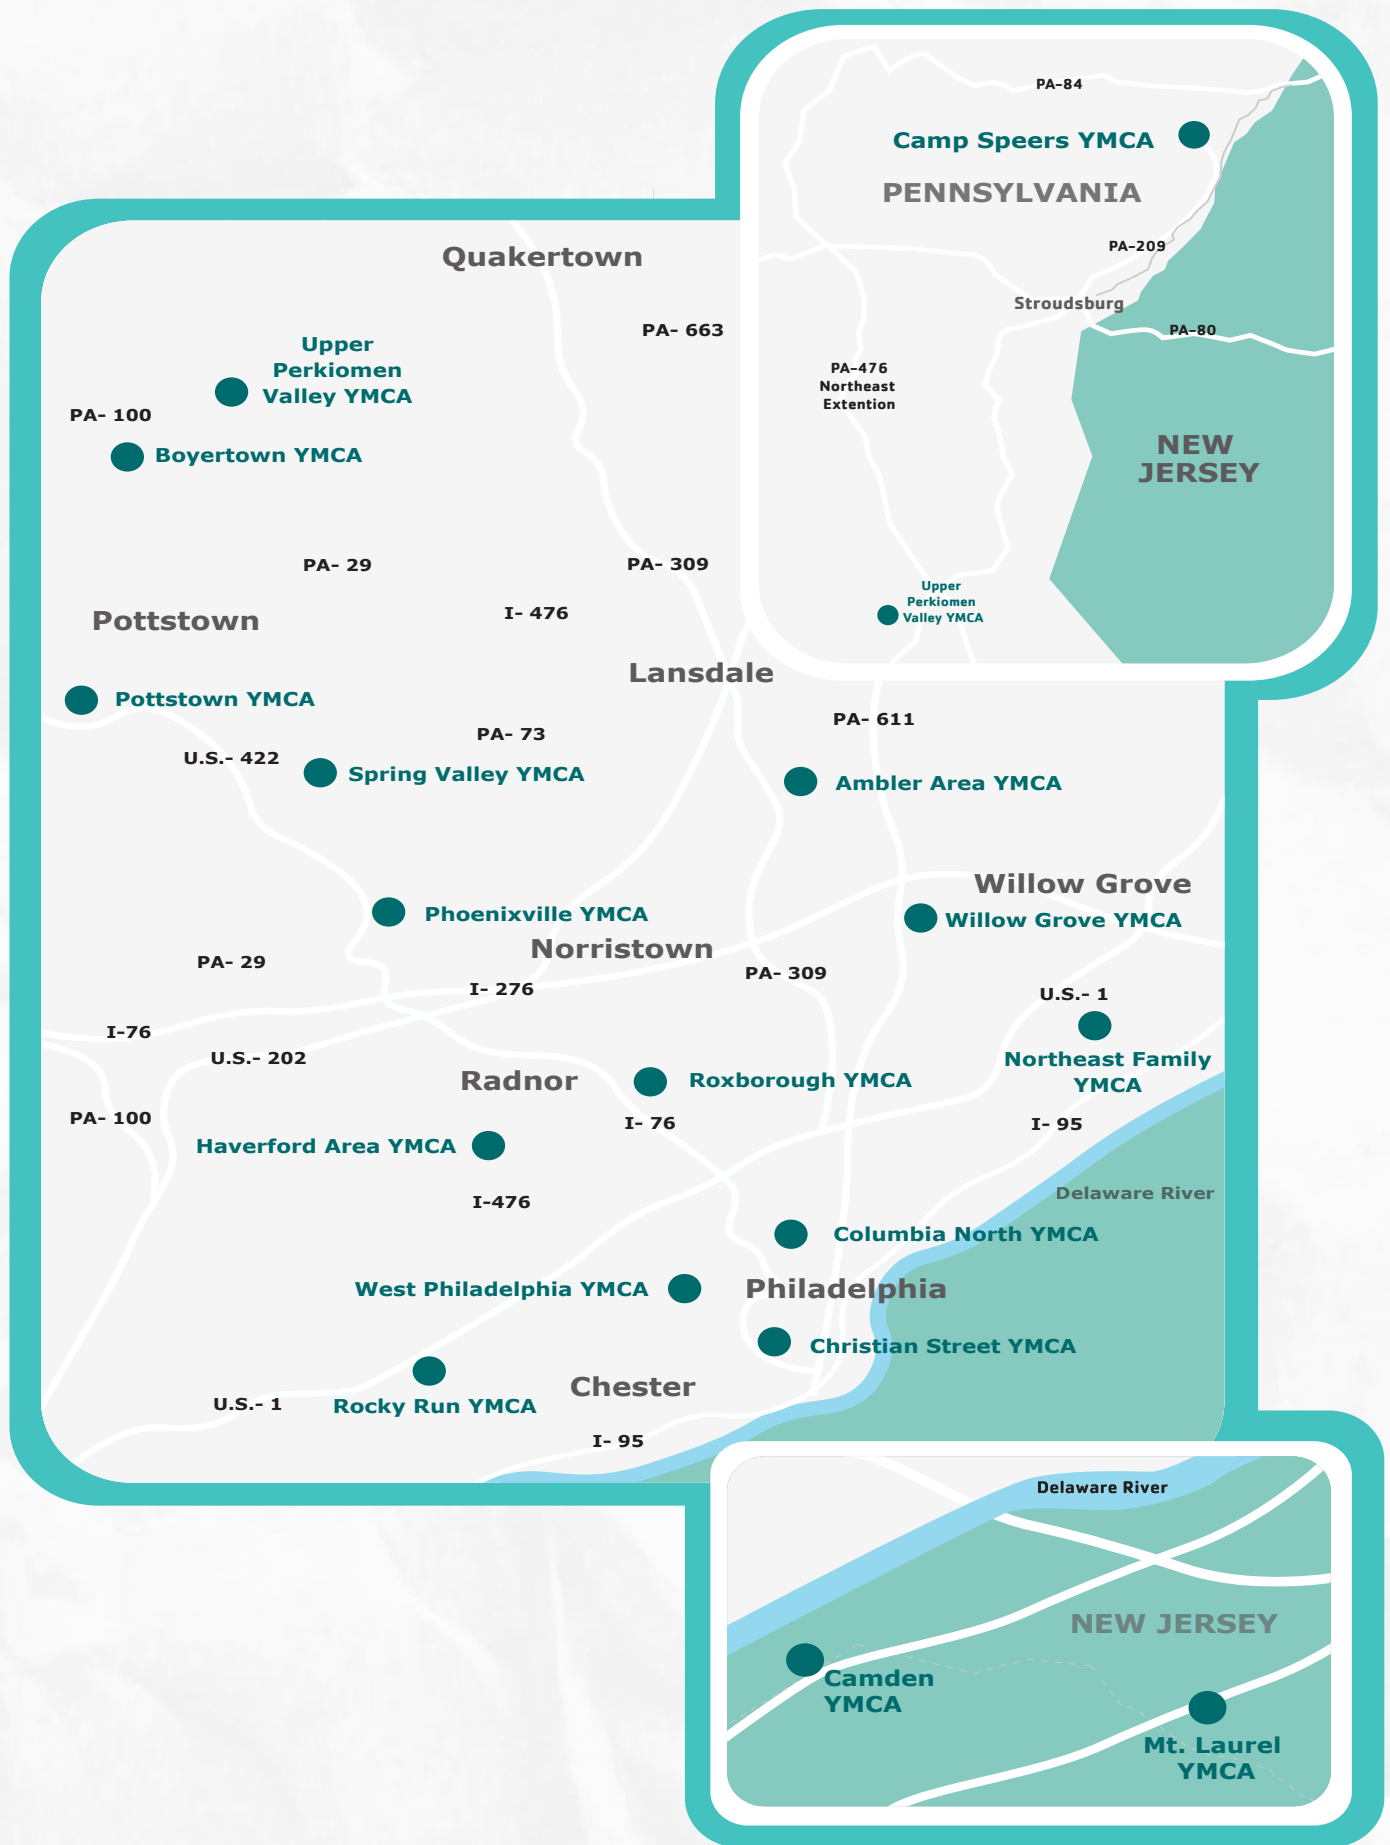 PA-84
Camp Speers YMCA
PENNSYLVANIA
PA-209
Stroudsburg
PA-80
PA-476
Northeast
Extention
NEW
JERSEY
Upper
Perkiomen
Valley YMCA
Quakertown
PA- 663
Upper
Perkiomen
Valley YMCA
PA- 100
Boyertown YMCA
PA- 29
PA- 309
I- 476
Pottstown
Lansdale
Pottstown YMCA
PA- 611
PA- 73
U.S.- 422
Spring Valley YMCA
Ambler Area YMCA
Willow Grove
Phoenixville YMCA
Willow Grove YMCA
Norristown
PA- 29
PA- 309
I- 276
U.S.- 1
I-76
U.S.- 202
Northeast Family
YMCA
Radnor
Roxborough YMCA
PA- 100
I- 76
I- 95
Haverford Area YMCA
Delaware River
I-476
Columbia North YMCA
West Philadelphia YMCA
Philadelphia
Christian Street YMCA
Chester
U.S.- 1
Rocky Run YMCA
I- 95
Delaware River
NEW JERSEY
Camden
YMCA
Mt. Laurel
YMCA